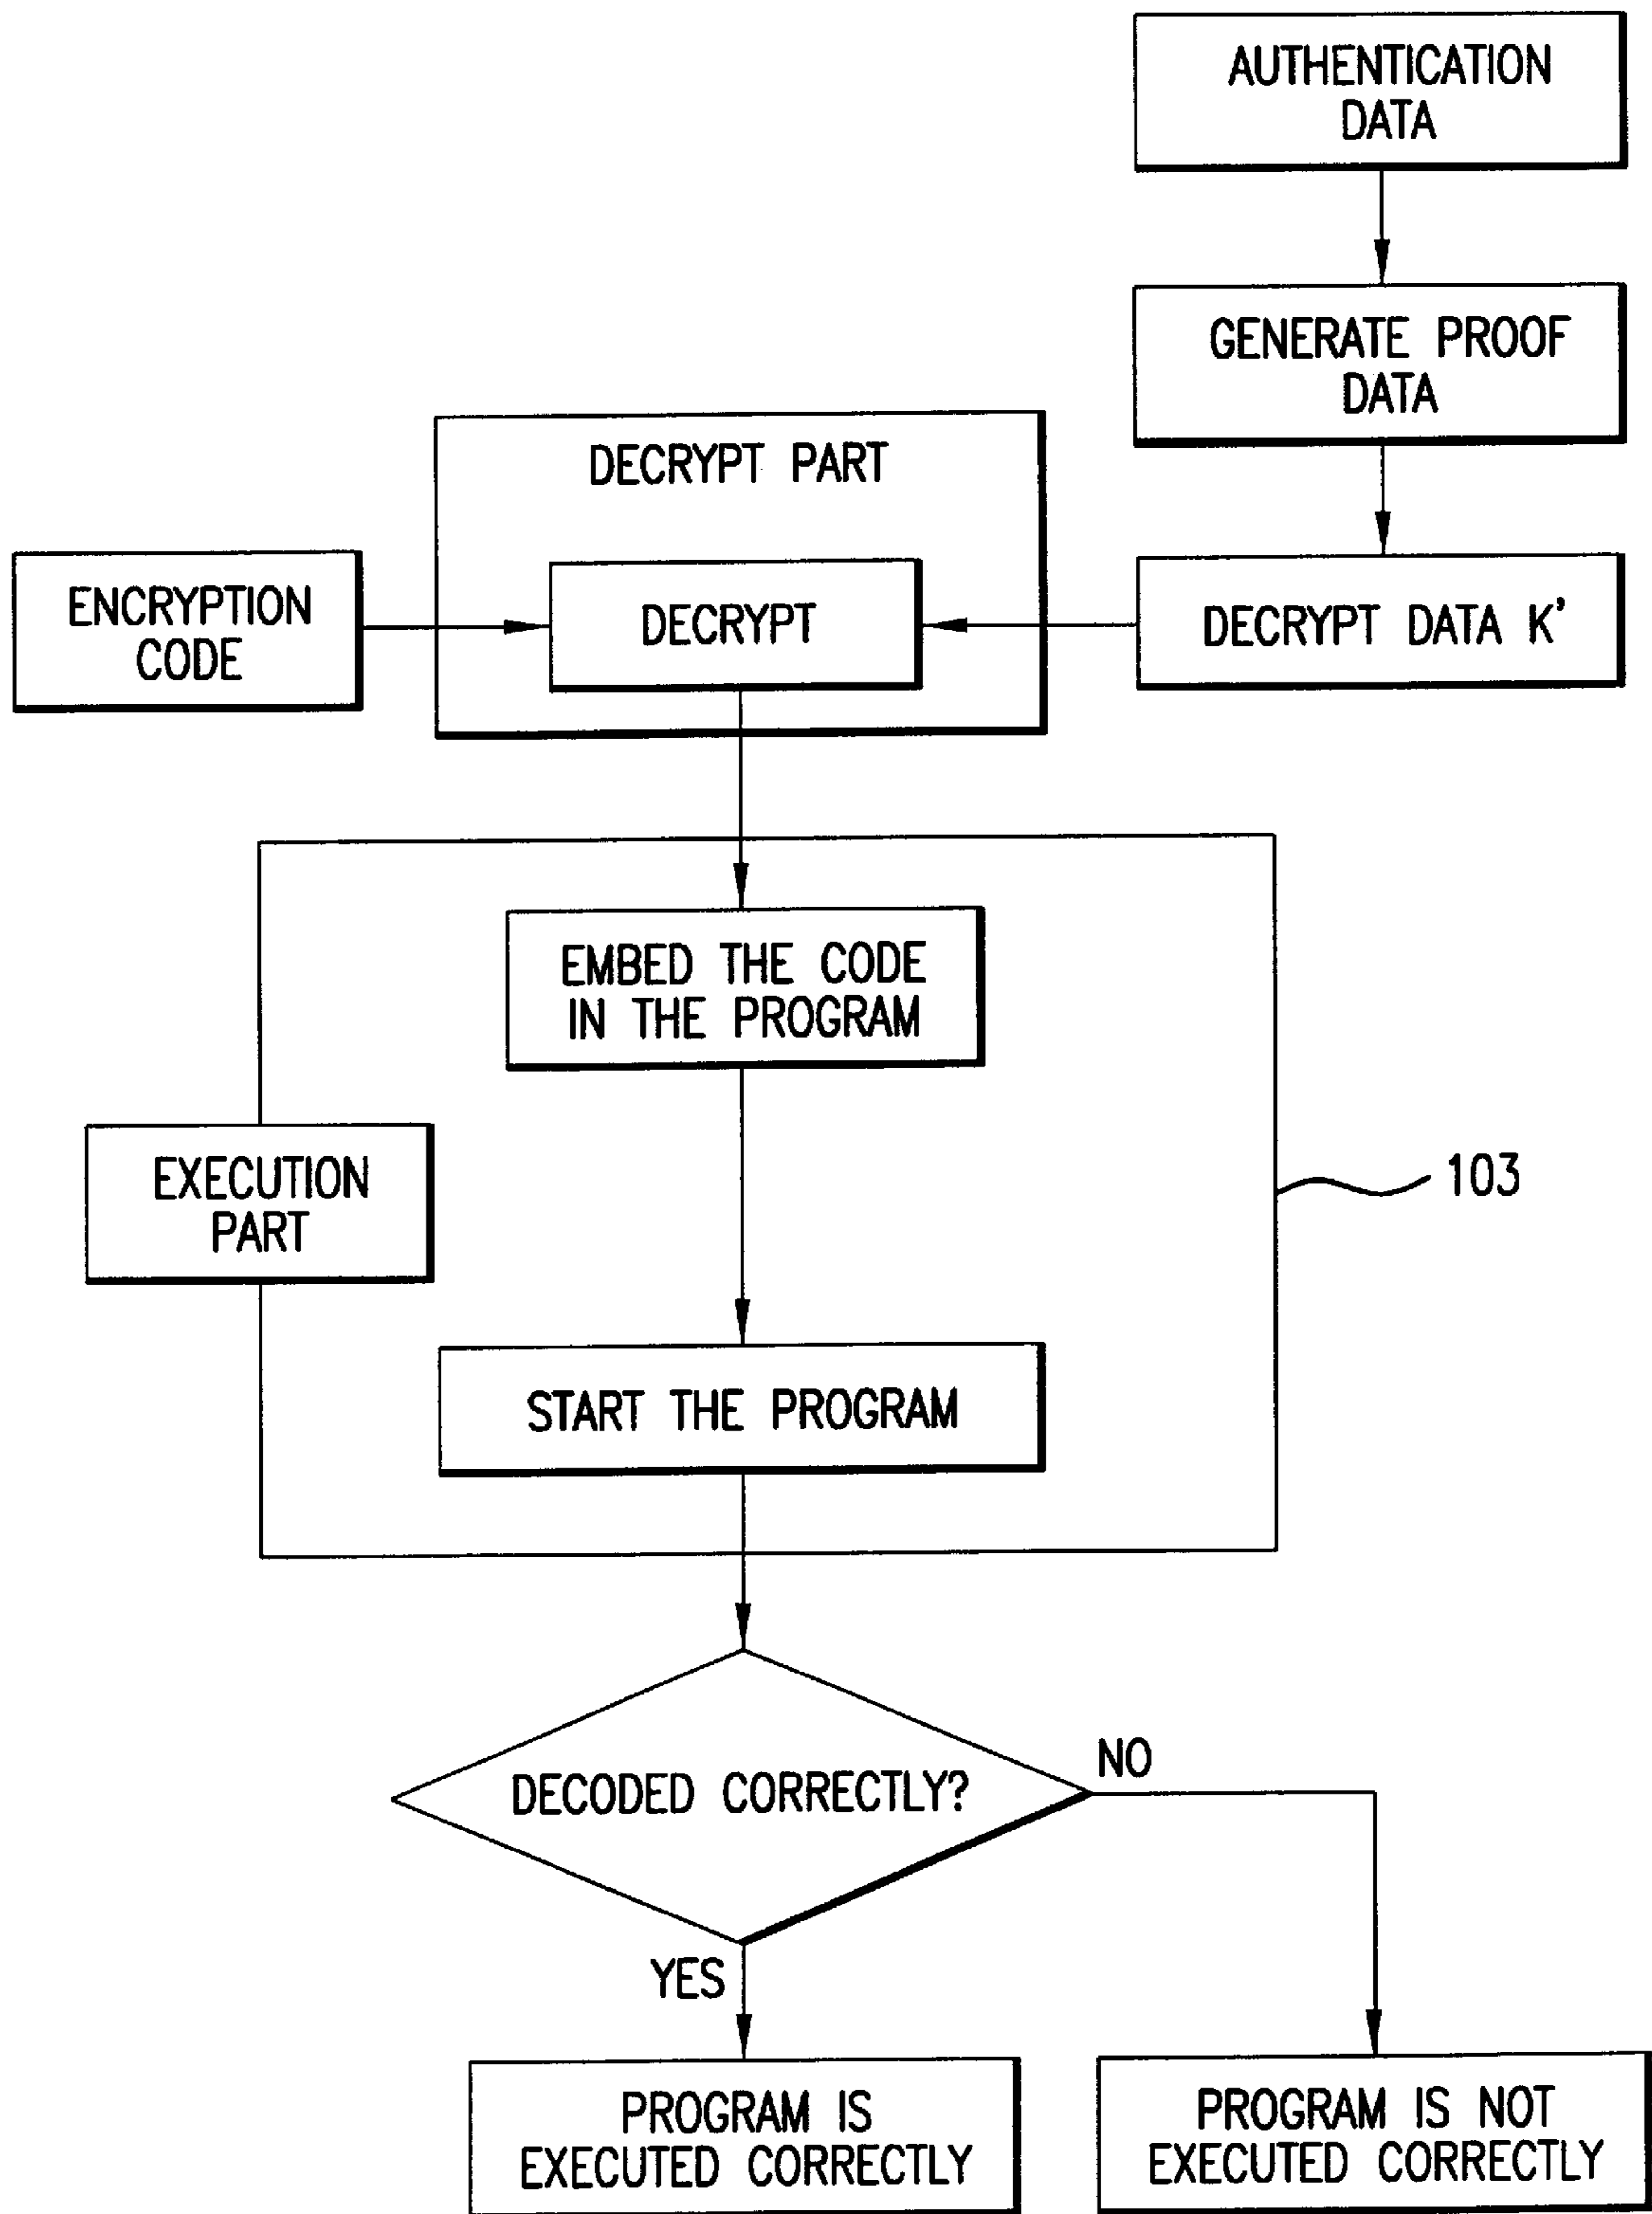 AUTHENTICATION
DATA
GENERATE PROOF
DATA
DECRYPT PART
ENCRYPTION
CODE
DECRYPT
DECRYPT DATA K'
EMBED THE CODE
IN THE PROGRAM
EXECUTION
PART
103
START THE PROGRAM
DECODED CORRECTLY?
NO
YES
PROGRAM IS
EXECUTED CORRECTLY
PROGRAM IS NOT
EXECUTED CORRECTLY